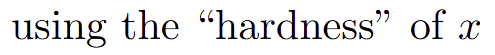 using the “hardness” of x